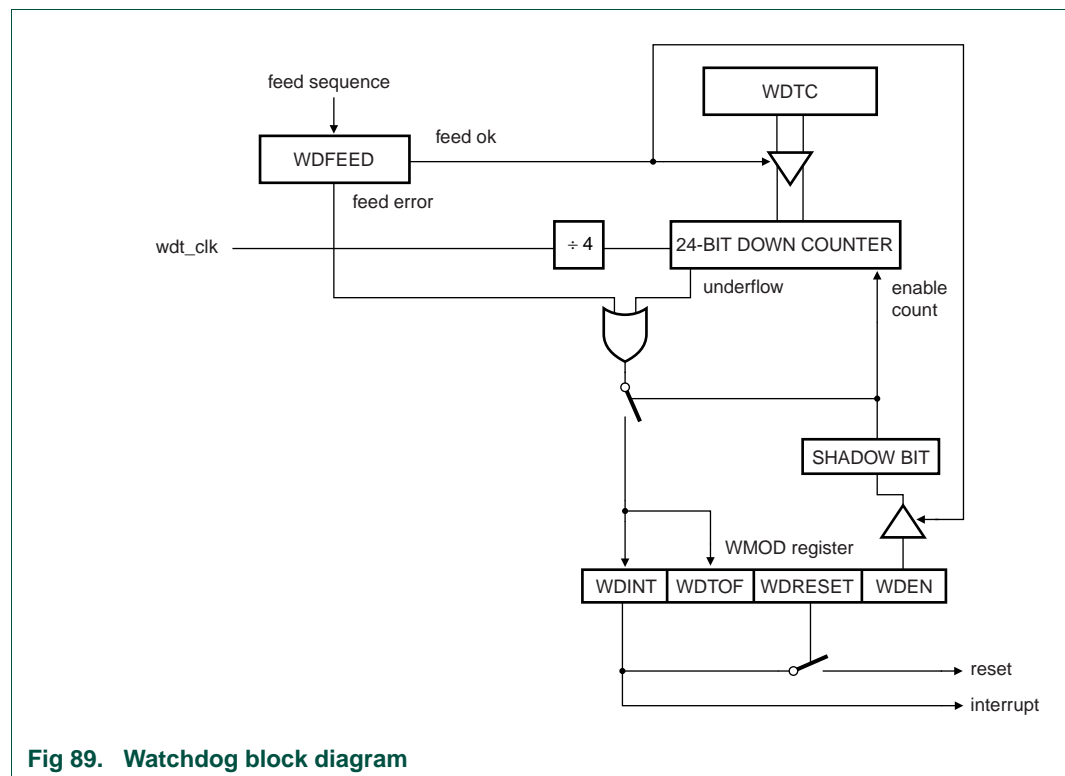 feed sequence
WDTC
feed ok
WDFEED
feed error
wdt_clk
÷ 4
24-BIT DOWN COUNTER
underflow
enable
count
SHADOW BIT
WMOD register
WDINT
WDTOF
WDRESET
WDEN
reset
interrupt
Fig 89. Watchdog block diagram